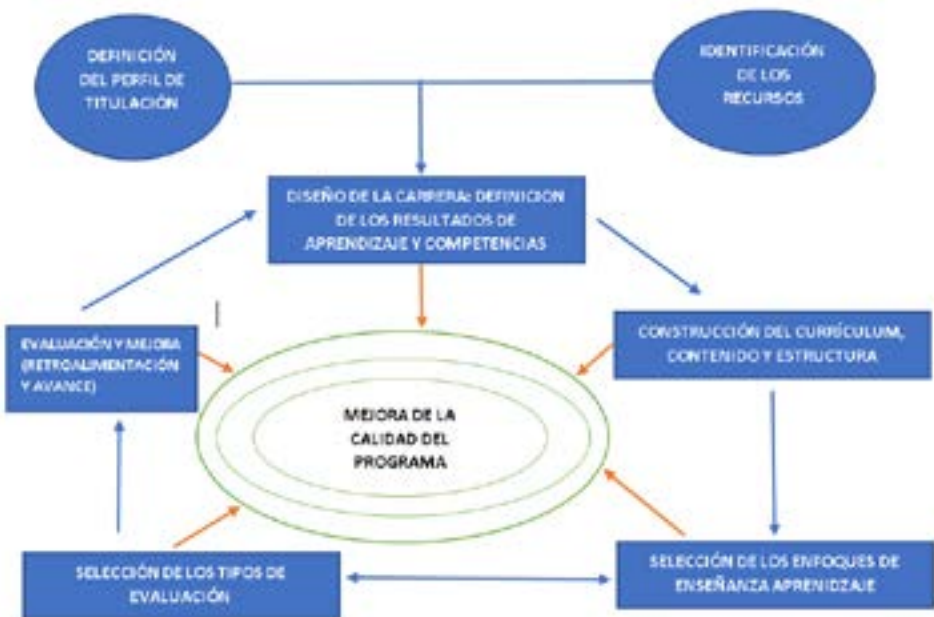 DEFINICIÓN
DEL PERFIL DE
TITULACIÓN
IDENTIFICACIÓN
DE LOS
RECURSOS
DISEÑO DE LA CARRERA: DEFINICION
DE LOS RESULTADOS DE
APRENDIZAJE Y COMPETENCIAS
EVALUACIÓN Y MEJORA
(RETROALIMENTACIÓN
Y AVANCE)
CONSTRUCCIÓN DEL CURRÍCULUM,
CONTENIDO Y ESTRUCTURA
MEJORA DE LA
CALIDAD DEL
PROGRAMA
SELECCIÓN DE LOS TIPOS DE
EVALUACIÓN
SELECCIÓN DE LOS ENFOQUES DE
ENSEÑANZA APRENIDZAJE